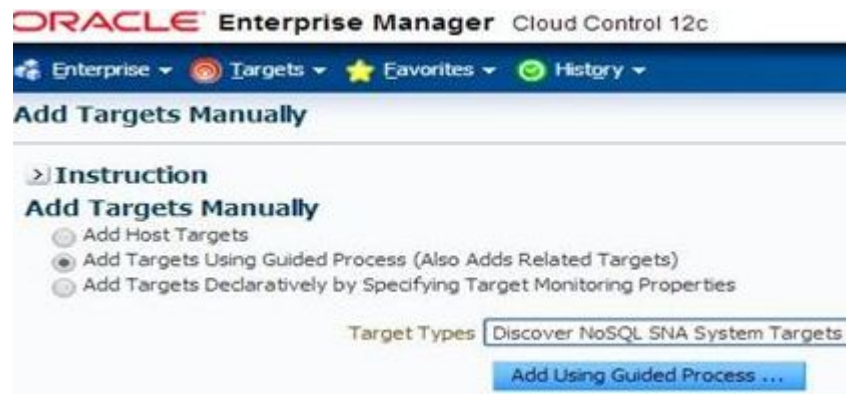 ORACLE Enterprise Manager Cloud Control 12c
Enterprise Targets Favorites History
Add Targets Manually
Instruction
Add Targets Manually
Add Host Targets
Add Targets Using Guided Process (Also Adds Related Targets)
Add Targets Declaratively by Specifying Target Monitoring Properties
Target Types Discover NoSQL SNA System Targets
Add Using Guided Process ...